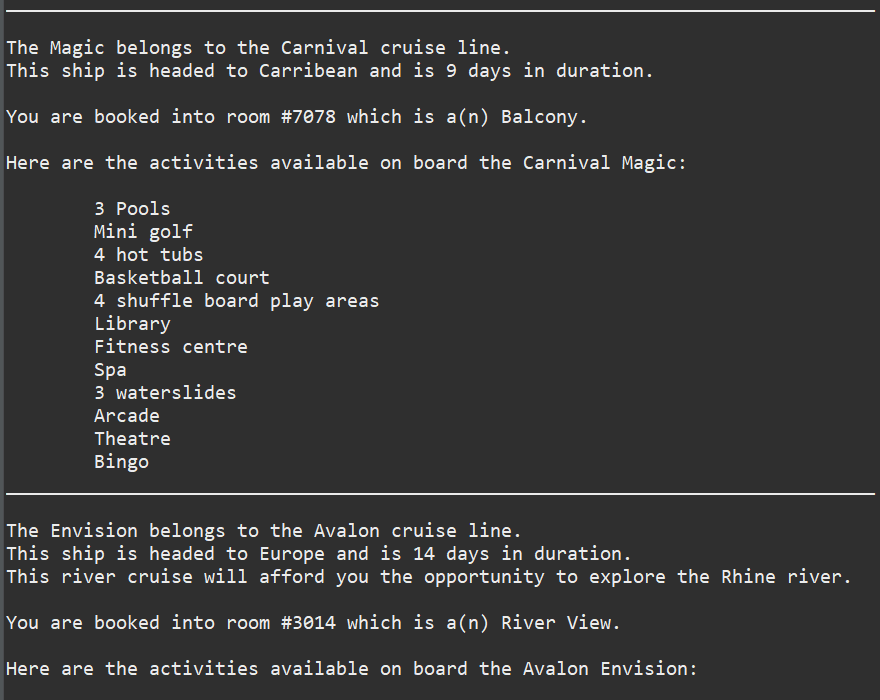 The Magic belongs to the Carnival cruise line.
This ship is headed to Carribean and is 9 days in duration.
You are booked into room #7078 which is a(n) Balcony.
Here are the activities available on board the Carnival Magic:
3 Pools
Mini golf
4 hot tubs
Basketball court
4 shuffle board play areas
Library
Fitness centre
Spa
3 waterslides
Arcade
Theatre
Bingo
The Envision belongs to the Avalon cruise line.
This ship is headed to Europe and is 14 days in duration.
This river cruise will afford you the opportunity to explore the Rhine river.
You are booked into room #3014 which is a(n) River View.
Here are the activities available on board the Avalon Envision: